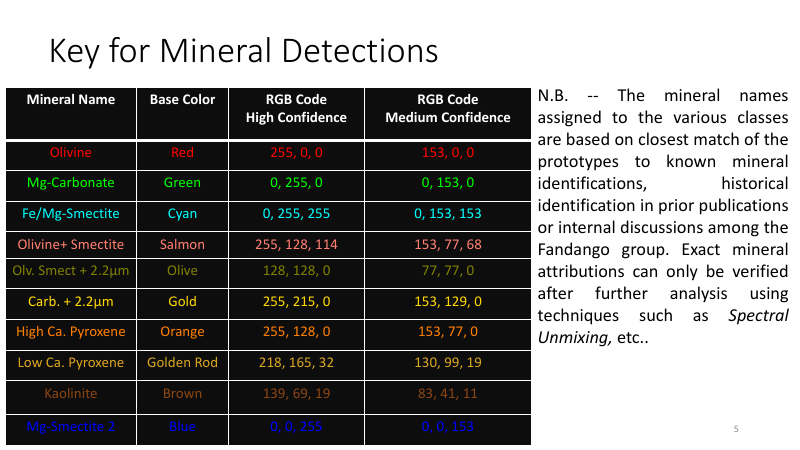 Key for Mineral Detections
Mineral Name Base Color RGB Code High Confidence RGB Code Medium Confidence
Olivine Red 255, 0, 0 153, 0, 0
Mg-Carbonate Green 0, 255, 0 0, 153, 0
Fe/Mg-Smectite Cyan 0, 255, 255 0, 153, 153
Olivine+ Smectite Salmon 255, 128, 114 153, 77, 68
Olv. Smect + 2.2µm Olive 128, 128, 0 77, 77, 0
Carb. + 2.2µm Gold 255, 215, 0 153, 129, 0
High Ca. Pyroxene Orange 255, 128, 0 153, 77, 0
Low Ca. Pyroxene Golden Rod 218, 165, 32 130, 99, 19
Kaolinite Brown 139, 69, 19 83, 41, 11
Mg-Smectite 2 Blue 0, 0, 255 0, 0, 153
N.B. -- The mineral names
assigned to the various classes
are based on closest match of the
prototypes to known mineral
identifications, historical
identification in prior publications
or internal discussions among the
Fandango group. Exact mineral
attributions can only be verified
after further analysis using
techniques such as Spectral
Unmixing, etc..
5